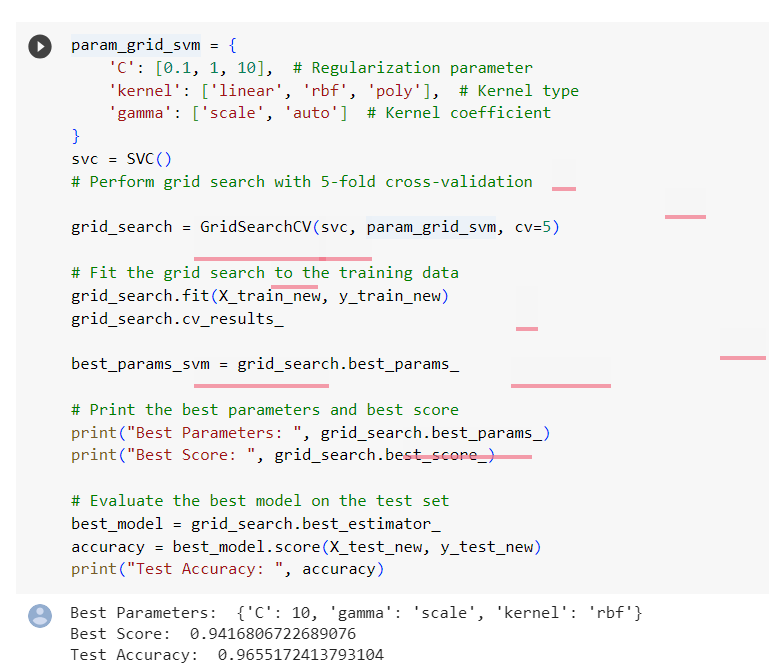 param_grid_svm = {
'C': [0.1, 1, 10],  # Regularization parameter
'kernel': ['linear', 'rbf', 'poly'],  # Kernel type
'gamma': ['scale', 'auto']  # Kernel coefficient
}
svc = SVC()
# Perform grid search with 5-fold cross-validation
grid_search = GridSearchCV(svc, param_grid_svm, cv=5)
# Fit the grid search to the training data
grid_search.fit(X_train_new, y_train_new)
grid_search.cv_results_
best_params_svm = grid_search.best_params_
# Print the best parameters and best score
print("Best Parameters: ", grid_search.best_params_)
print("Best Score: ", grid_search.best_score_)
# Evaluate the best model on the test set
best_model = grid_search.best_estimator_
accuracy = best_model.score(X_test_new, y_test_new)
print("Test Accuracy: ", accuracy)
Best Parameters:  {'C': 10, 'gamma': 'scale', 'kernel': 'rbf'}
Best Score:  0.9416806722689076
Test Accuracy:  0.9655172413793104